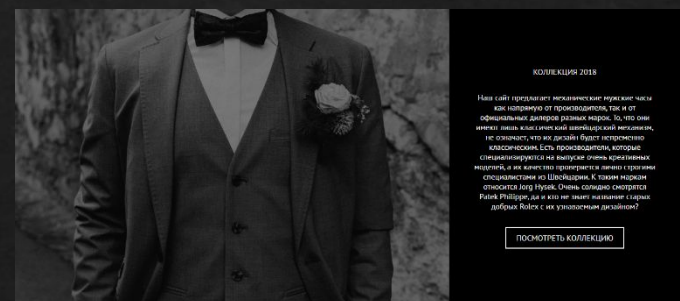 КОЛЛЕКЦИЯ 2018
Наш сайт предлагает механические мужские часы
как напрямую от производителя, так и от
официальных дилеров разных марок. То, что они
имеют лишь классический швейцарский механизм,
не означает, что их дизайн будет непременно
классическим. Есть производители, которые
специализируются на выпуске очень креативных
моделей, а их качество проверяется лично строгими
специалистами из Швейцарии. К таким маркам
относится Jorg Hysek. Очень солидно смотрятся
Patek Philippe, да и кто не знает название старых
добрых Rolex с их узнаваемым дизайном?
ПОСМОТРЕТЬ КОЛЛЕКЦИЮ